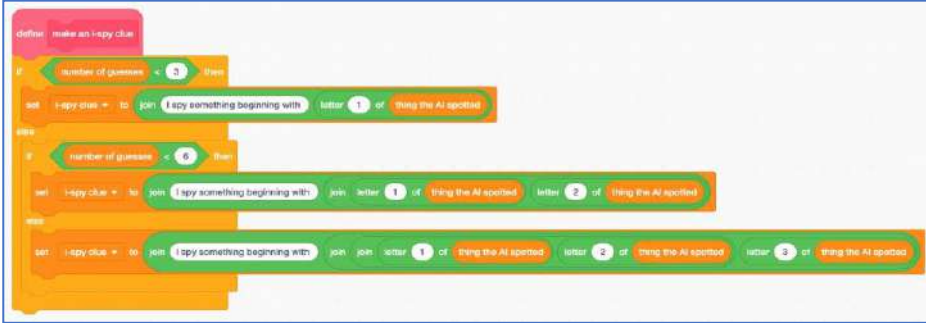 define make an i-spy clue
if number of guesses < 3 then
set i-spy clue to join I spy something beginning with letter 1 of thing the AI spotted
else
if number of guesses < 6 then
set i-spy clue to join I spy something beginning with join letter 1 of thing the AI spotted letter 2 of thing the AI spotted
else
set i-spy clue to join I spy something beginning with join join letter 1 of thing the AI spotted letter 2 of thing the AI spotted letter 3 of thing the AI spotted